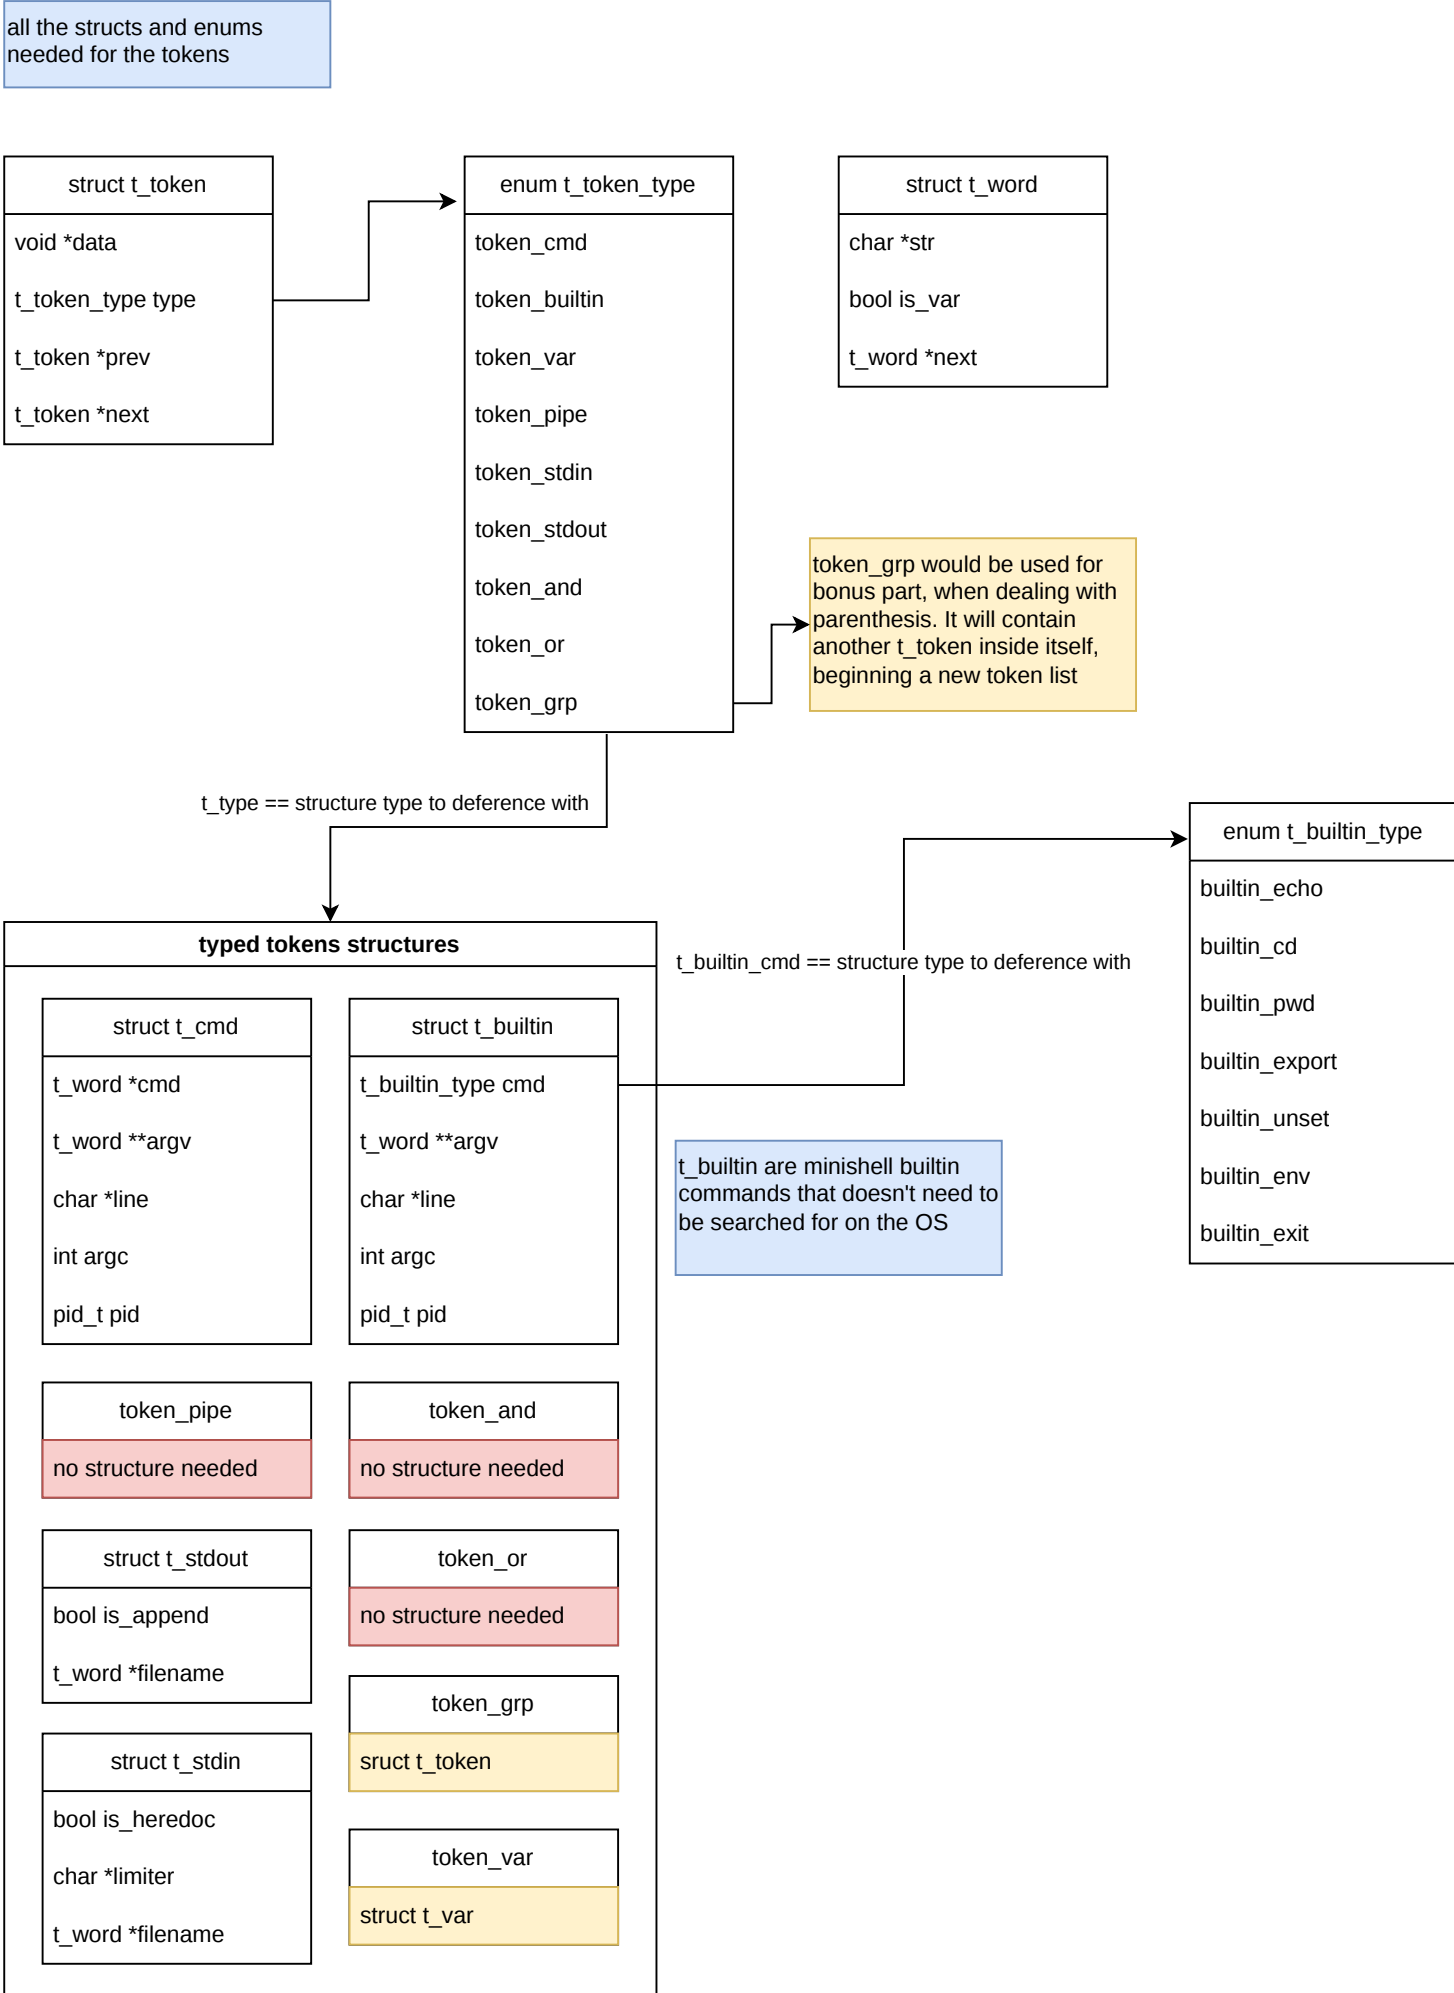 all the structs and enums
needed for the tokens
struct t_token
void *data
t_token_type type
t_token *prev
t_token *next
enum t_token_type
token_cmd
token_builtin
token_var
token_pipe
token_stdin
token_stdout
token_and
token_or
token_grp
struct t_word
char *str
bool is_var
t_word *next
token_grp would be used for
bonus part, when dealing with
parenthesis. It will contain
another t_token inside itself,
beginning a new token list
t_type == structure type to deference with
enum t_builtin_type
builtin_echo
builtin_cd
builtin_pwd
builtin_export
builtin_unset
builtin_env
builtin_exit
typed tokens structures
t_builtin_cmd == structure type to deference with
struct t_cmd
t_word *cmd
t_word **argv
char *line
int argc
pid_t pid
struct t_builtin
t_builtin_type cmd
t_word **argv
char *line
int argc
pid_t pid
t_builtin are minishell builtin
commands that doesn't need to
be searched for on the OS
token_pipe
no structure needed
token_and
no structure needed
struct t_stdout
bool is_append
t_word *filename
token_or
no structure needed
token_grp
sruct t_token
struct t_stdin
bool is_heredoc
char *limiter
t_word *filename
token_var
struct t_var